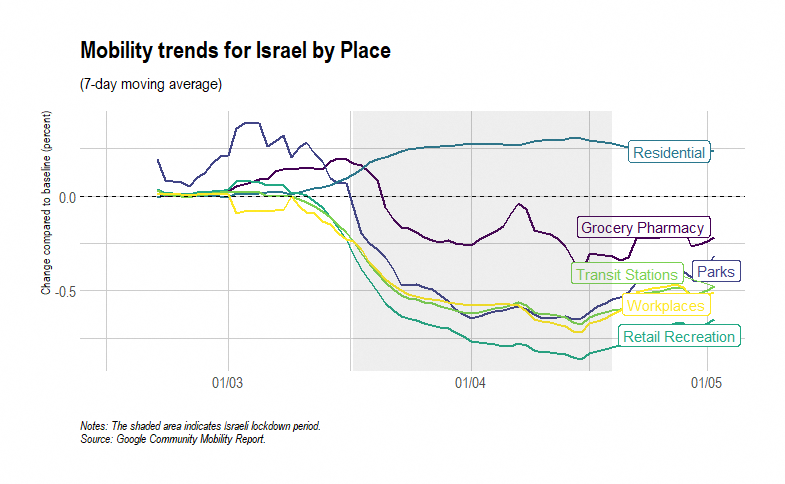 Mobility trends for Israel by Place
(7-day moving average)
Change compared to baseline (percent)
0.0
-0.5
Residential
Grocery Pharmacy
Transit Stations
Parks
Workplaces
Retail Recreation
01/03
01/04
01/05
Notes: The shaded area indicates Israeli lockdown period.
Source: Google Community Mobility Report.